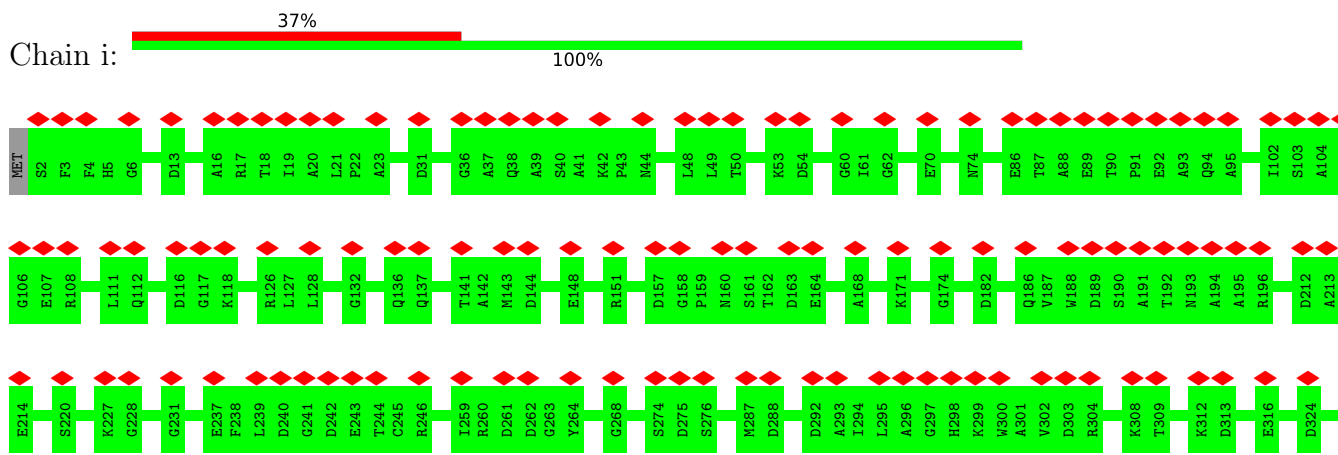 37%
Chain i:
100%
MET S2 F3 F4 H5 G6 D13 A16 R17 T18 I19 A20 L21 P22 A23 D31 G36 A37 Q38 A39 S40 A41 K42 P43 N44 L48 L49 T50 K53 D54 G60 I61 G62 E70 N74 E86 T87 A88 E89 T90 P91 E92 A93 Q94 A95 I102 S103 A104
G106 E107 R108 L111 Q112 D116 G117 K118 R126 L127 L128 G132 Q136 Q137 T141 A142 M143 D144 E148 R151 D157 G158 P159 N160 S161 T162 D163 E164 A168 K171 G174 D182 Q186 V187 W188 D189 S190 A191 T192 N193 A194 A195 R196 D212 A213
E214 S220 K227 G228 G231 E237 F238 L239 D240 G241 D242 E243 T244 C245 R246 I259 R260 D261 D262 G263 Y264 G268 S274 D275 S276 M287 D288 D292 A293 I294 L295 A296 G297 H298 K299 W300 A301 V302 D303 R304 K308 T309 K312 D313 E316 D324